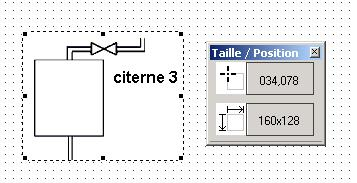 Taille / Position
citerne 3
034,078
160x128